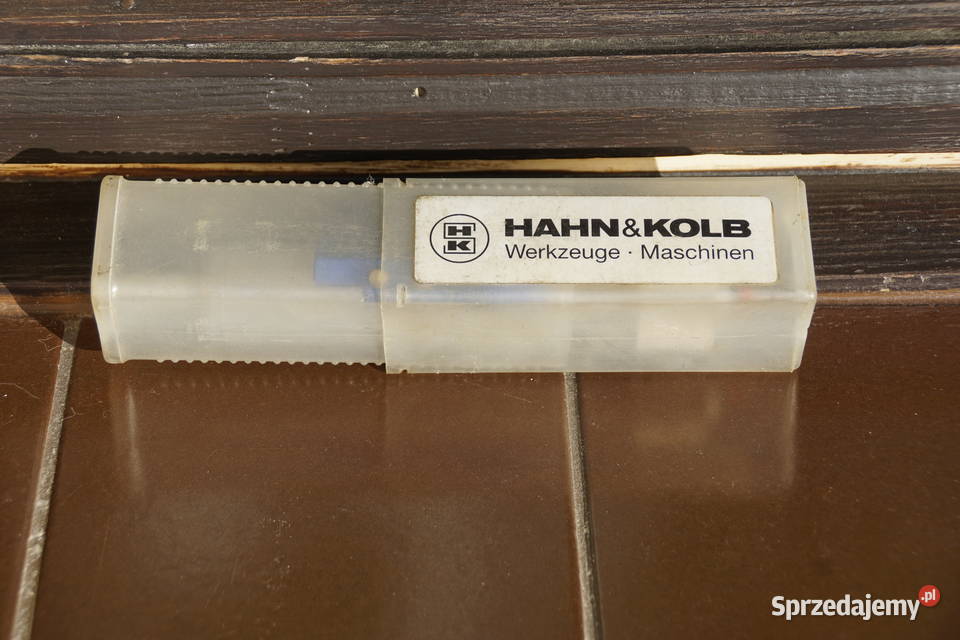 HK HAHN&KOLB
Werkzeuge · Maschinen
Sprzedajemy.pl